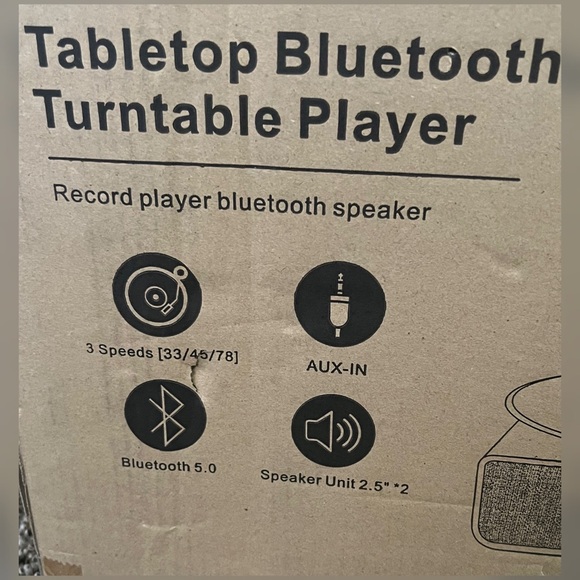 Tabletop Bluetooth
Turntable Player
Record player bluetooth speaker
3 Speeds [33/45/78]
AUX-IN
Bluetooth 5.0
Speaker Unit 2.5" *2